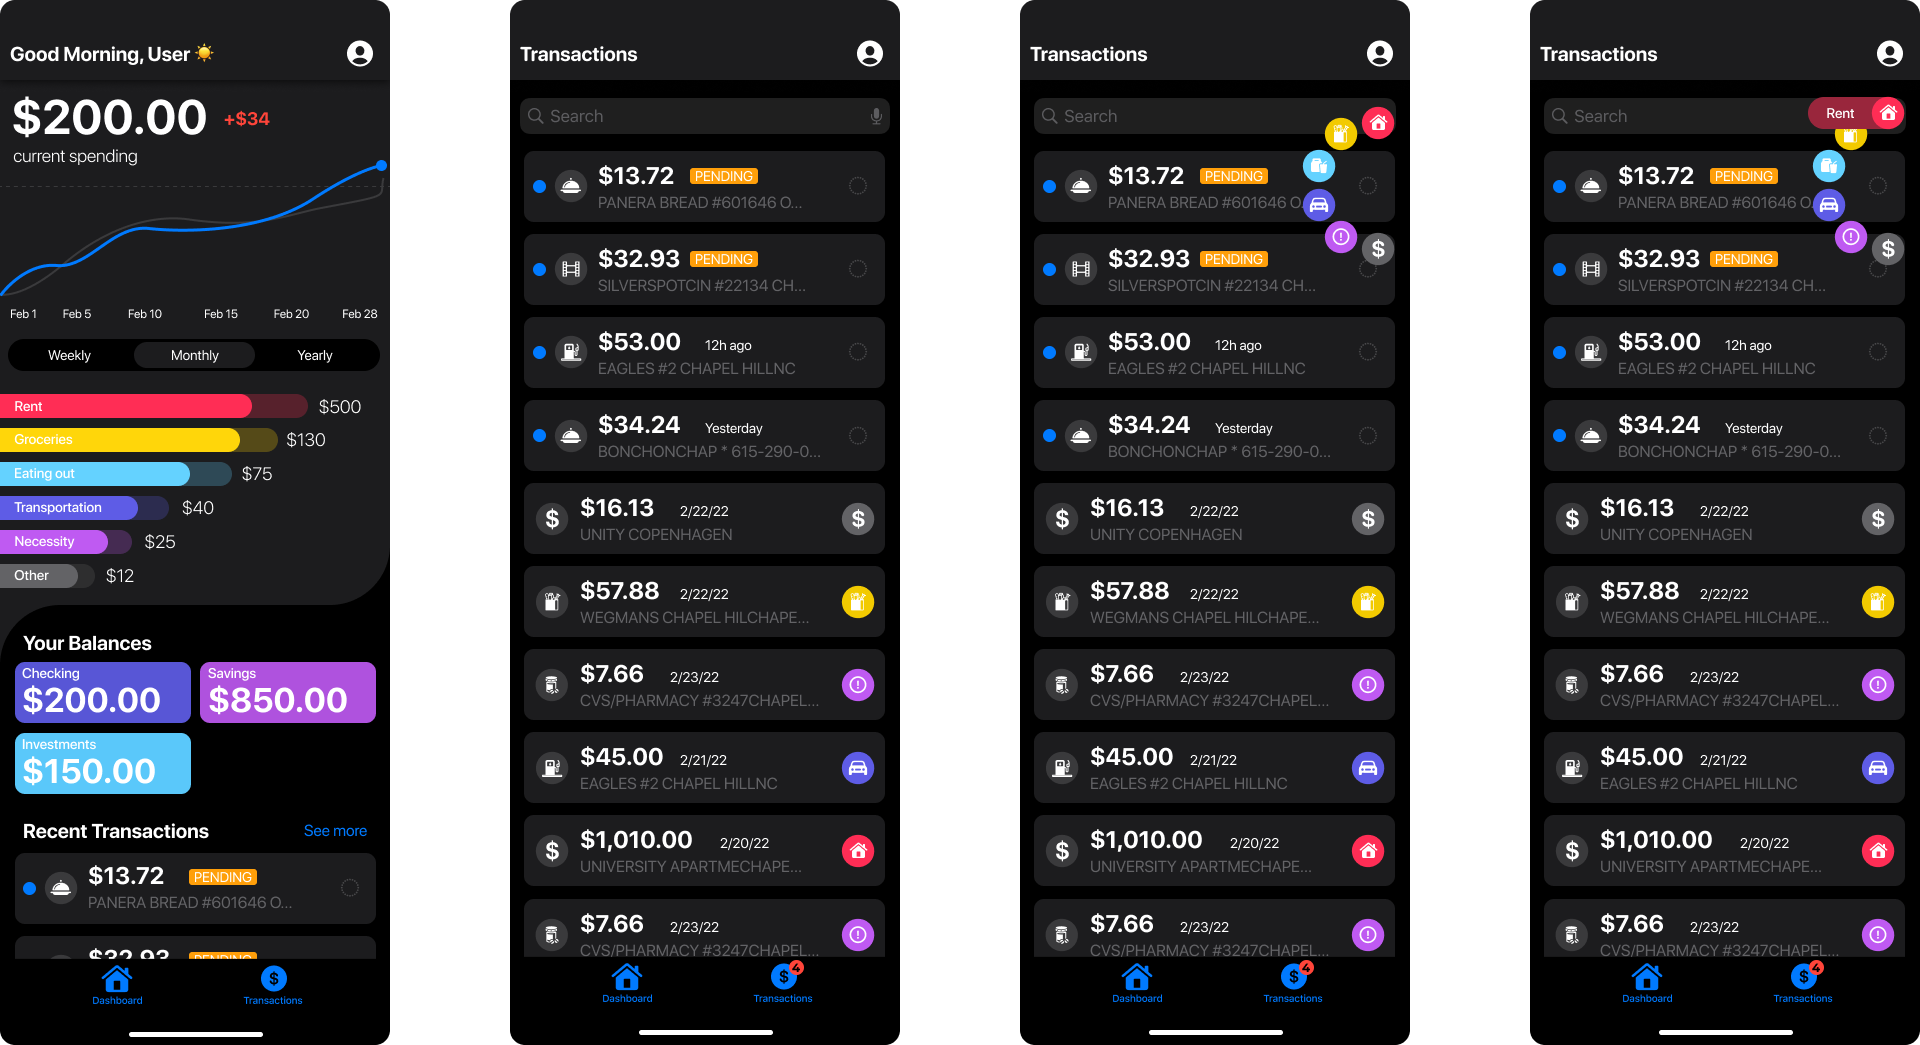 Good Morning, User
$200.00 +$34
current spending
Feb 1 Feb 5 Feb 10 Feb 15 Feb 20 Feb 28
Weekly Monthly Yearly
Rent $500
Groceries $130
Eating out $75
Transportation $40
Necessity $25
Other $12
Your Balances
Checking
$200.00
Savings
$850.00
Investments
$150.00
Recent Transactions See more
$13.72 PENDING
PANERA BREAD #601646 O...
$32.93 PENDING
Dashboard $ Transactions
Transactions
Search
$13.72 PENDING
PANERA BREAD #601646 O...
$32.93 PENDING
SILVERSPOTCIN #22134 CH...
$53.00 12h ago
EAGLES #2 CHAPEL HILLNC
$34.24 Yesterday
BONCHONCHAP * 615-290-0...
$ $16.13 2/22/22 $
UNITY COPENHAGEN
$57.88 2/22/22
WEGMANS CHAPEL HILCHAPE...
$7.66 2/23/22
CVS/PHARMACY #3247CHAPEL...
$45.00 2/21/22
EAGLES #2 CHAPEL HILLNC
$ $1,010.00 2/20/22
UNIVERSITY APARTMECHAPE...
$7.66 2/23/22
CVS/PHARMACY #3247CHAPEL...
$ 4
Dashboard Transactions
Transactions
Search
$13.72 PENDING
PANERA BREAD #601646 O...
$
$32.93 PENDING
SILVERSPOTCIN #22134 CH...
$53.00 12h ago
EAGLES #2 CHAPEL HILLNC
$34.24 Yesterday
BONCHONCHAP * 615-290-0...
$ $16.13 2/22/22 $
UNITY COPENHAGEN
$57.88 2/22/22
WEGMANS CHAPEL HILCHAPE...
$7.66 2/23/22
CVS/PHARMACY #3247CHAPEL...
$45.00 2/21/22
EAGLES #2 CHAPEL HILLNC
$ $1,010.00 2/20/22
UNIVERSITY APARTMECHAPE...
$7.66 2/23/22
CVS/PHARMACY #3247CHAPEL...
$ 4
Dashboard Transactions
Transactions
Search Rent
$13.72 PENDING
PANERA BREAD #601646 O...
$
$32.93 PENDING
SILVERSPOTCIN #22134 CH...
$53.00 12h ago
EAGLES #2 CHAPEL HILLNC
$34.24 Yesterday
BONCHONCHAP * 615-290-0...
$ $16.13 2/22/22 $
UNITY COPENHAGEN
$57.88 2/22/22
WEGMANS CHAPEL HILCHAPE...
$7.66 2/23/22
CVS/PHARMACY #3247CHAPEL...
$45.00 2/21/22
EAGLES #2 CHAPEL HILLNC
$ $1,010.00 2/20/22
UNIVERSITY APARTMECHAPE...
$7.66 2/23/22
CVS/PHARMACY #3247CHAPEL...
$ 4
Dashboard Transactions